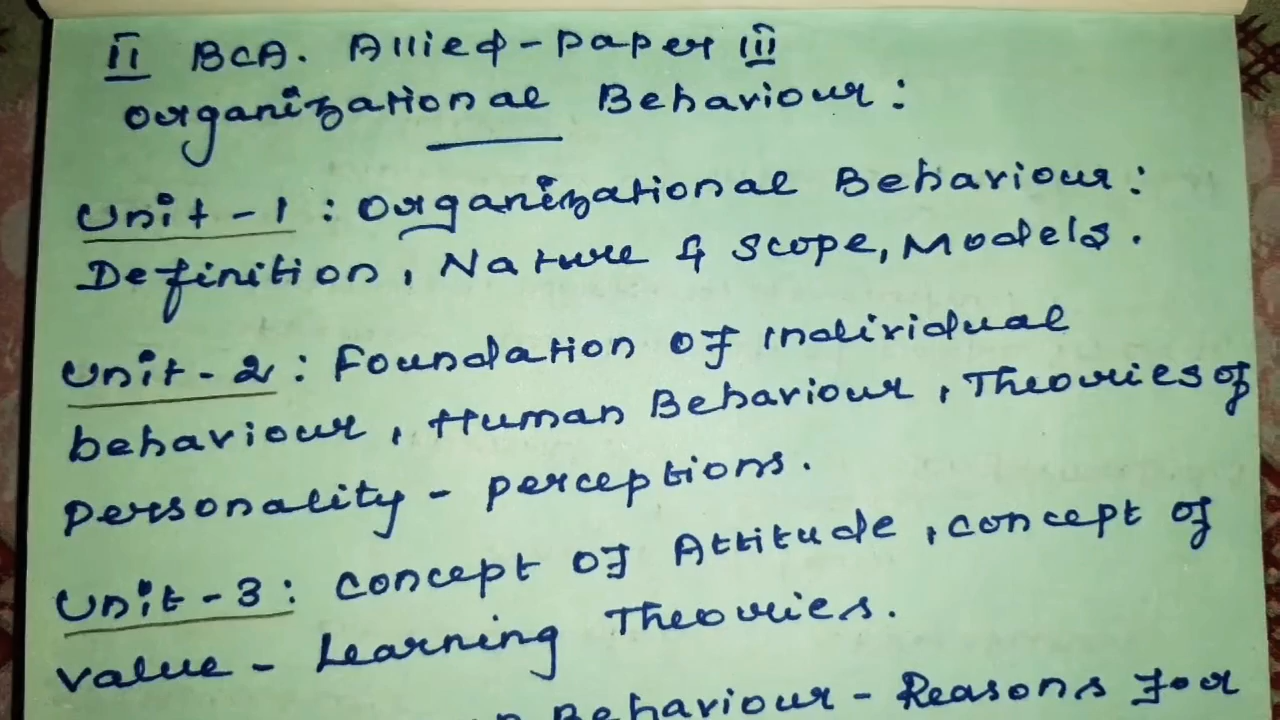 II BCA. Allied - Paper III
Organizational Behaviour :
Unit - 1 : Organizational Behaviour :
Definition, Nature & Scope, Models.
Unit - 2 : Foundation of individual
behaviour, Human Behaviour, Theories of
Personality - perceptions.
Unit - 3 : Concept of Attitude, concept of
value - Learning Theories.
Behaviour - Reasons for